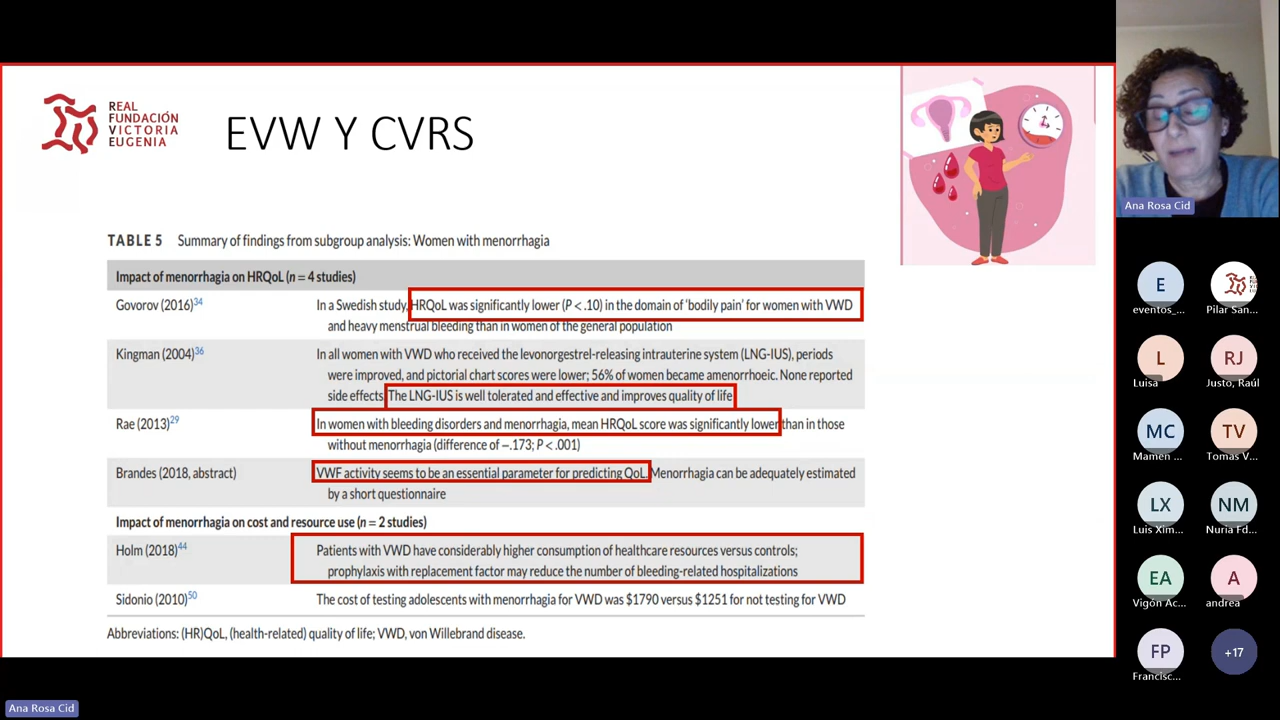 REAL
FUNDACIÓN
VICTORIA
EUGENIA
EVW Y CVRS
TABLE 5 Summary of findings from subgroup analysis: Women with menorrhagia
Impact of menorrhagia on HRQoL (n = 4 studies)
Govorov (2016)34 In a Swedish study, HRQoL was significantly lower (P < .10) in the domain of 'bodily pain' for women with VWD
and heavy menstrual bleeding than in women of the general population
Kingman (2004)36 In all women with VWD who received the levonorgestrel-releasing intrauterine system (LNG-IUS), periods
were improved, and pictorial chart scores were lower; 56% of women became amenorrhoeic. None reported
side effects. The LNG-IUS is well tolerated and effective and improves quality of life
Rae (2013)29 In women with bleeding disorders and menorrhagia, mean HRQoL score was significantly lower than in those
without menorrhagia (difference of −.173; P < .001)
Brandes (2018, abstract) VWF activity seems to be an essential parameter for predicting QoL. Menorrhagia can be adequately estimated
by a short questionnaire
Impact of menorrhagia on cost and resource use (n = 2 studies)
Holm (2018)44 Patients with VWD have considerably higher consumption of healthcare resources versus controls;
prophylaxis with replacement factor may reduce the number of bleeding-related hospitalizations
Sidonio (2010)50 The cost of testing adolescents with menorrhagia for VWD was $1790 versus $1251 for not testing for VWD
Abbreviations: (HR)QoL, (health-related) quality of life; VWD, von Willebrand disease.
Ana Rosa Cid
E
eventos_... Pilar San...
L RJ
Luisa Justo, Raúl
MC TV
Mamen ... Tomas V...
LX NM
Luis Xim... Nuria Fd...
EA A
Vigón Ac... andrea
FP +17
Francisc...
Ana Rosa Cid